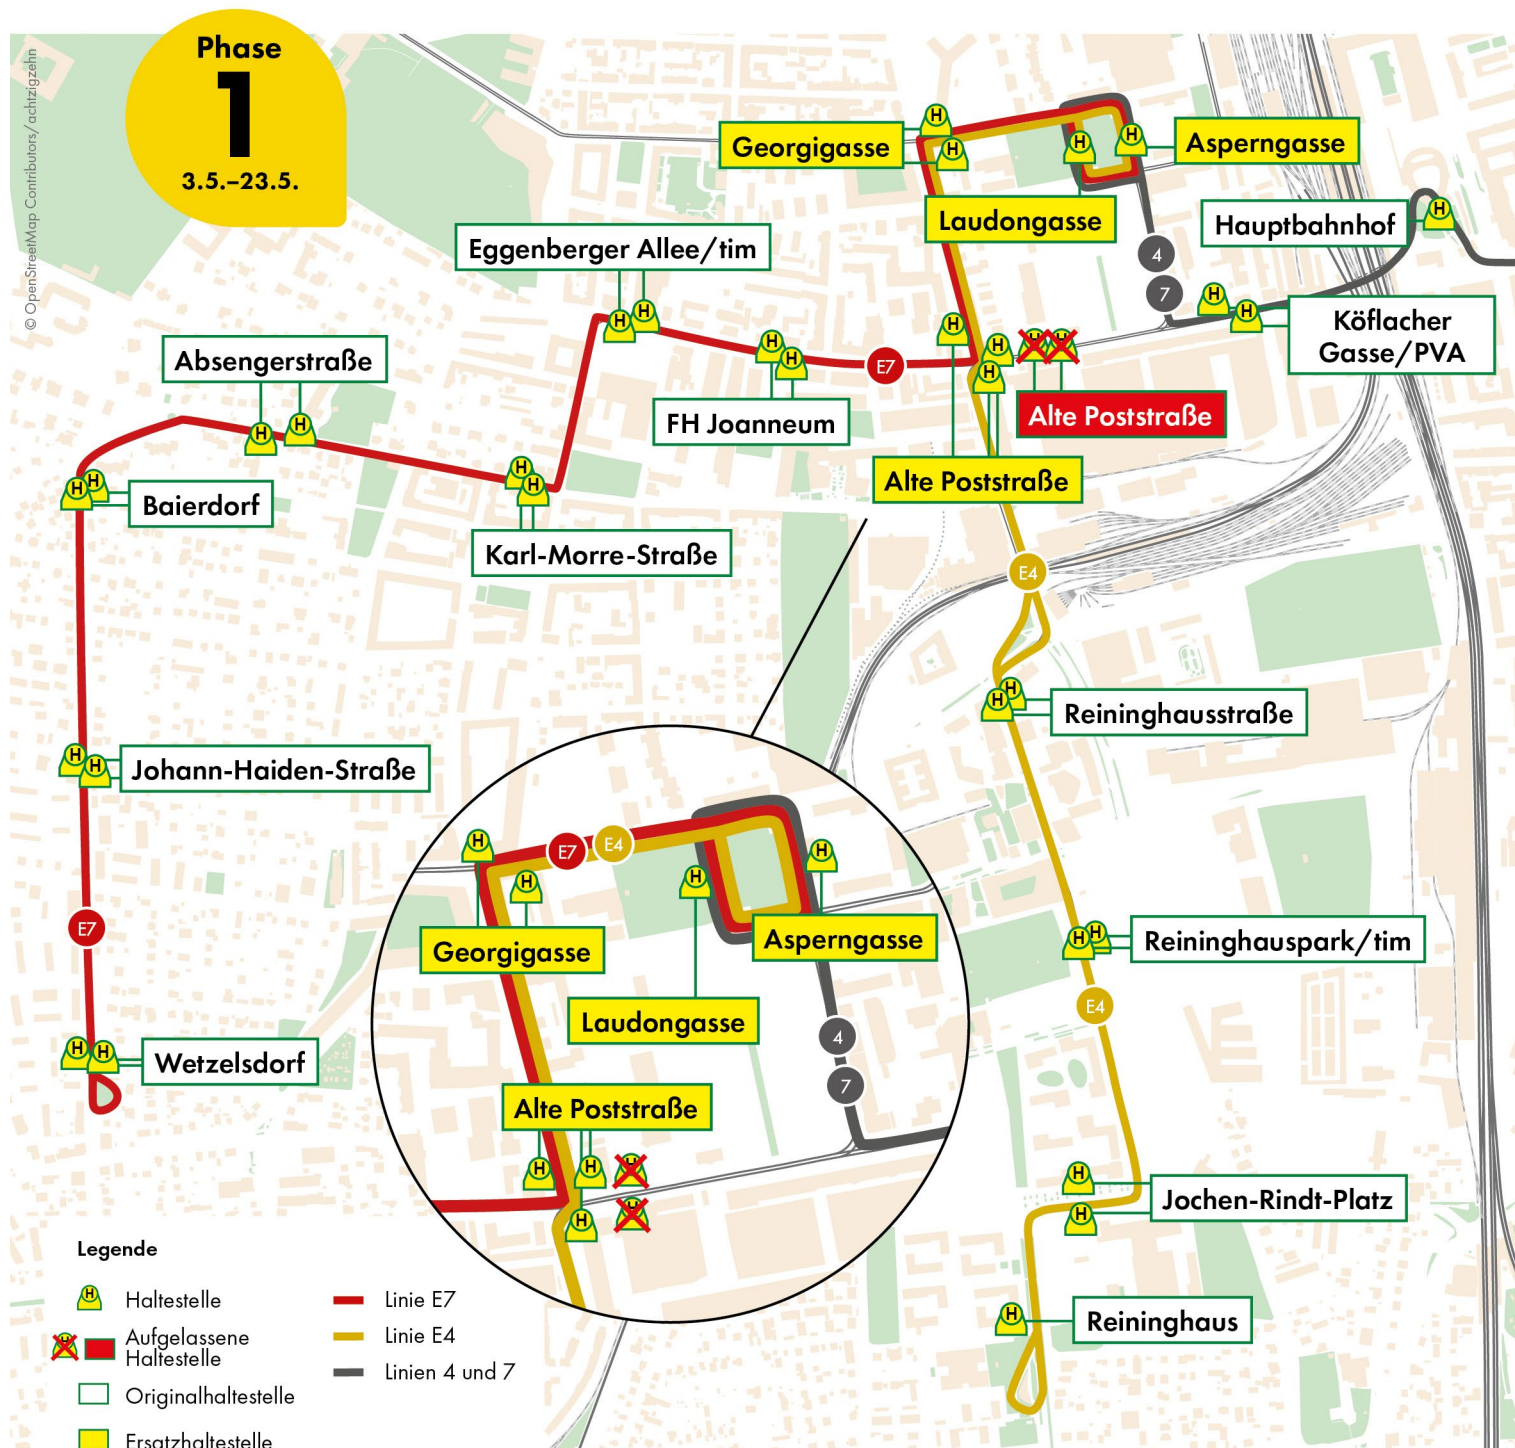 Phase
1
3.5.–23.5.
© OpenStreetMap Contributors/achtzigzehn
H
Georgigasse
H
H
H
Asperngasse
Laudongasse
Hauptbahnhof
H
4
7
Eggenberger Allee/tim
H
H
H
H
Köflacher
Gasse/PVA
Absengerstraße
H
H
H
H
E7
H
H
H
H
H
FH Joanneum
Alte Poststraße
Alte Poststraße
H
H
Karl-Morre-Straße
H
H
Baierdorf
E4
H
H
Reininghausstraße
H
H
Johann-Haiden-Straße
H
E7
E4
H
H
H
Georgigasse
Asperngasse
Laudongasse
4
7
Alte Poststraße
H
H
H
H
H
E7
H
H
Reininghauspark/tim
E4
H
H
Wetzelsdorf
H
H
Jochen-Rindt-Platz
H
Reininghaus
Legende
H
Haltestelle
H
Aufgelassene
Haltestelle
Originalhaltestelle
Ersatzhaltestelle
Linie E7
Linie E4
Linien 4 und 7